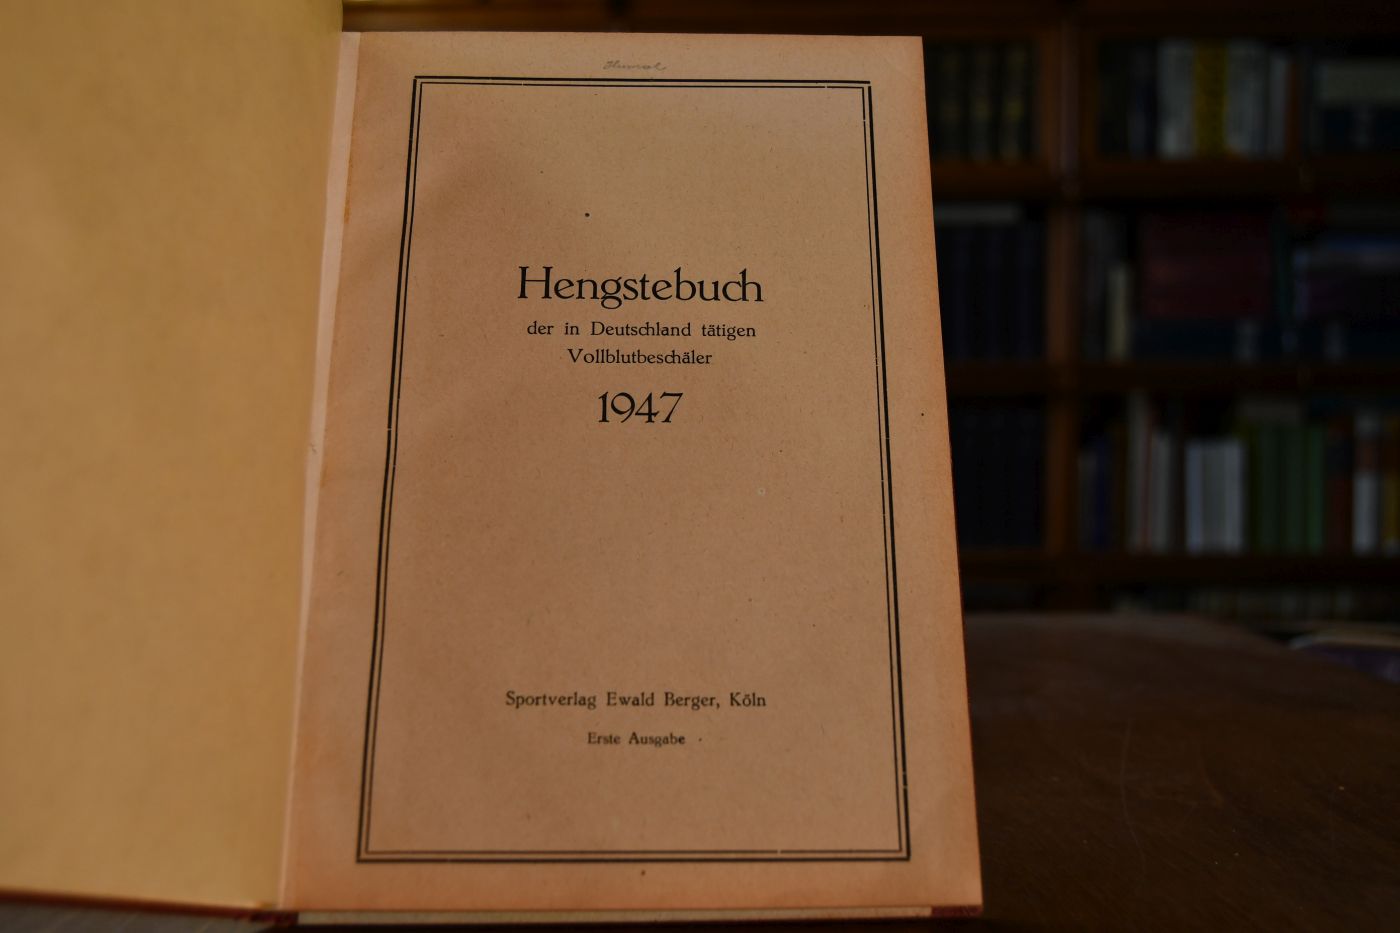 Hengstebuch
der in Deutschland tätigen
Vollblutbeschäler
1947
Sportverlag Ewald Berger, Köln
Erste Ausgabe